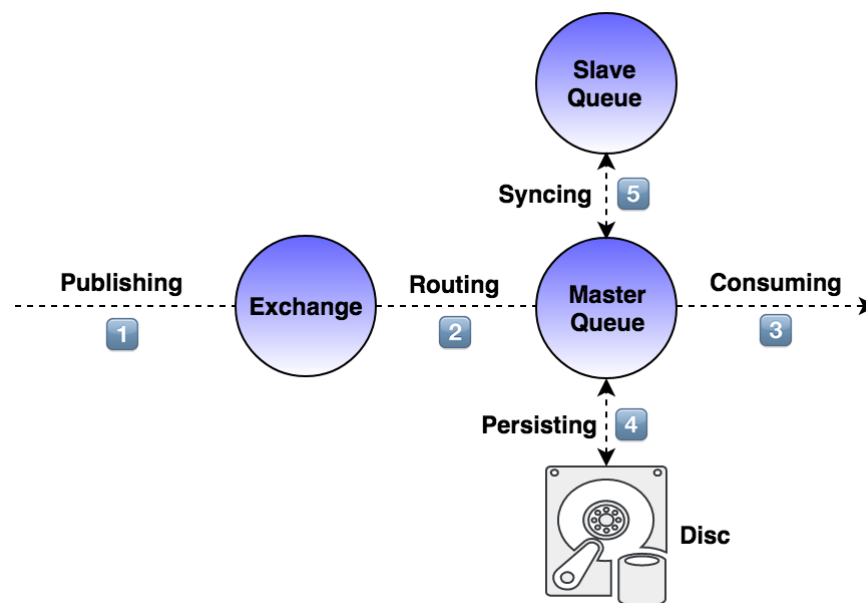 Slave
Queue
Syncing
5
Publishing
Exchange
Routing
Master
Queue
Consuming
1
2
3
Persisting
4
Disc